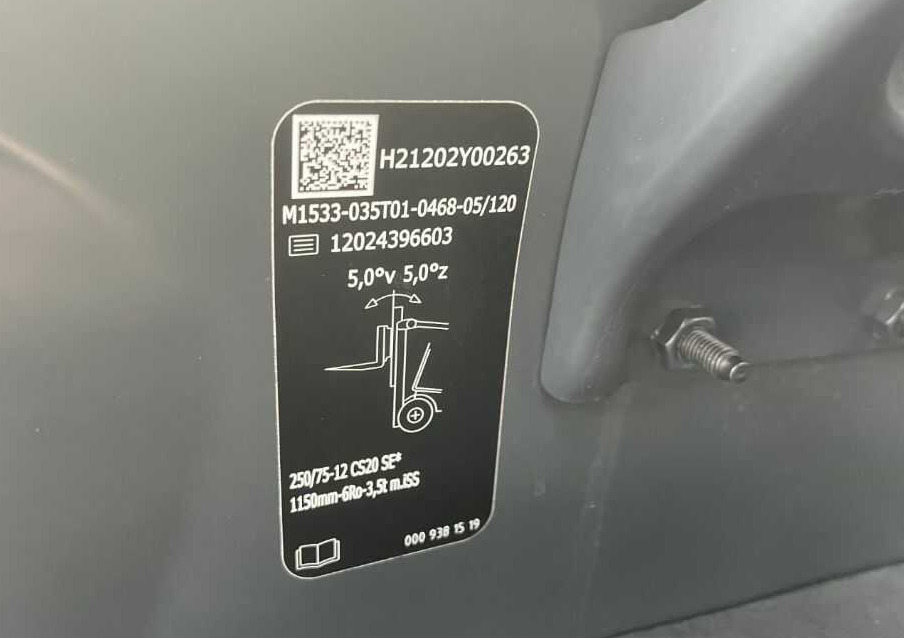 H21202Y00263
M1533-035T01-0468-05/120
12024396603
5,0°v 5,0°z
250/75-12 CS20 SE*
1150mm-6Ro-3,5t m.iSS
000 938 15 19